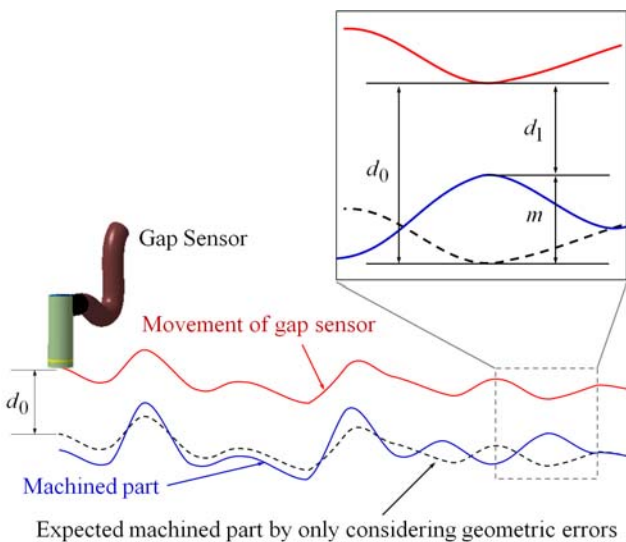 d₁
d₀
m
Gap Sensor
Movement of gap sensor
d₀
Machined part
Expected machined part by only considering geometric errors